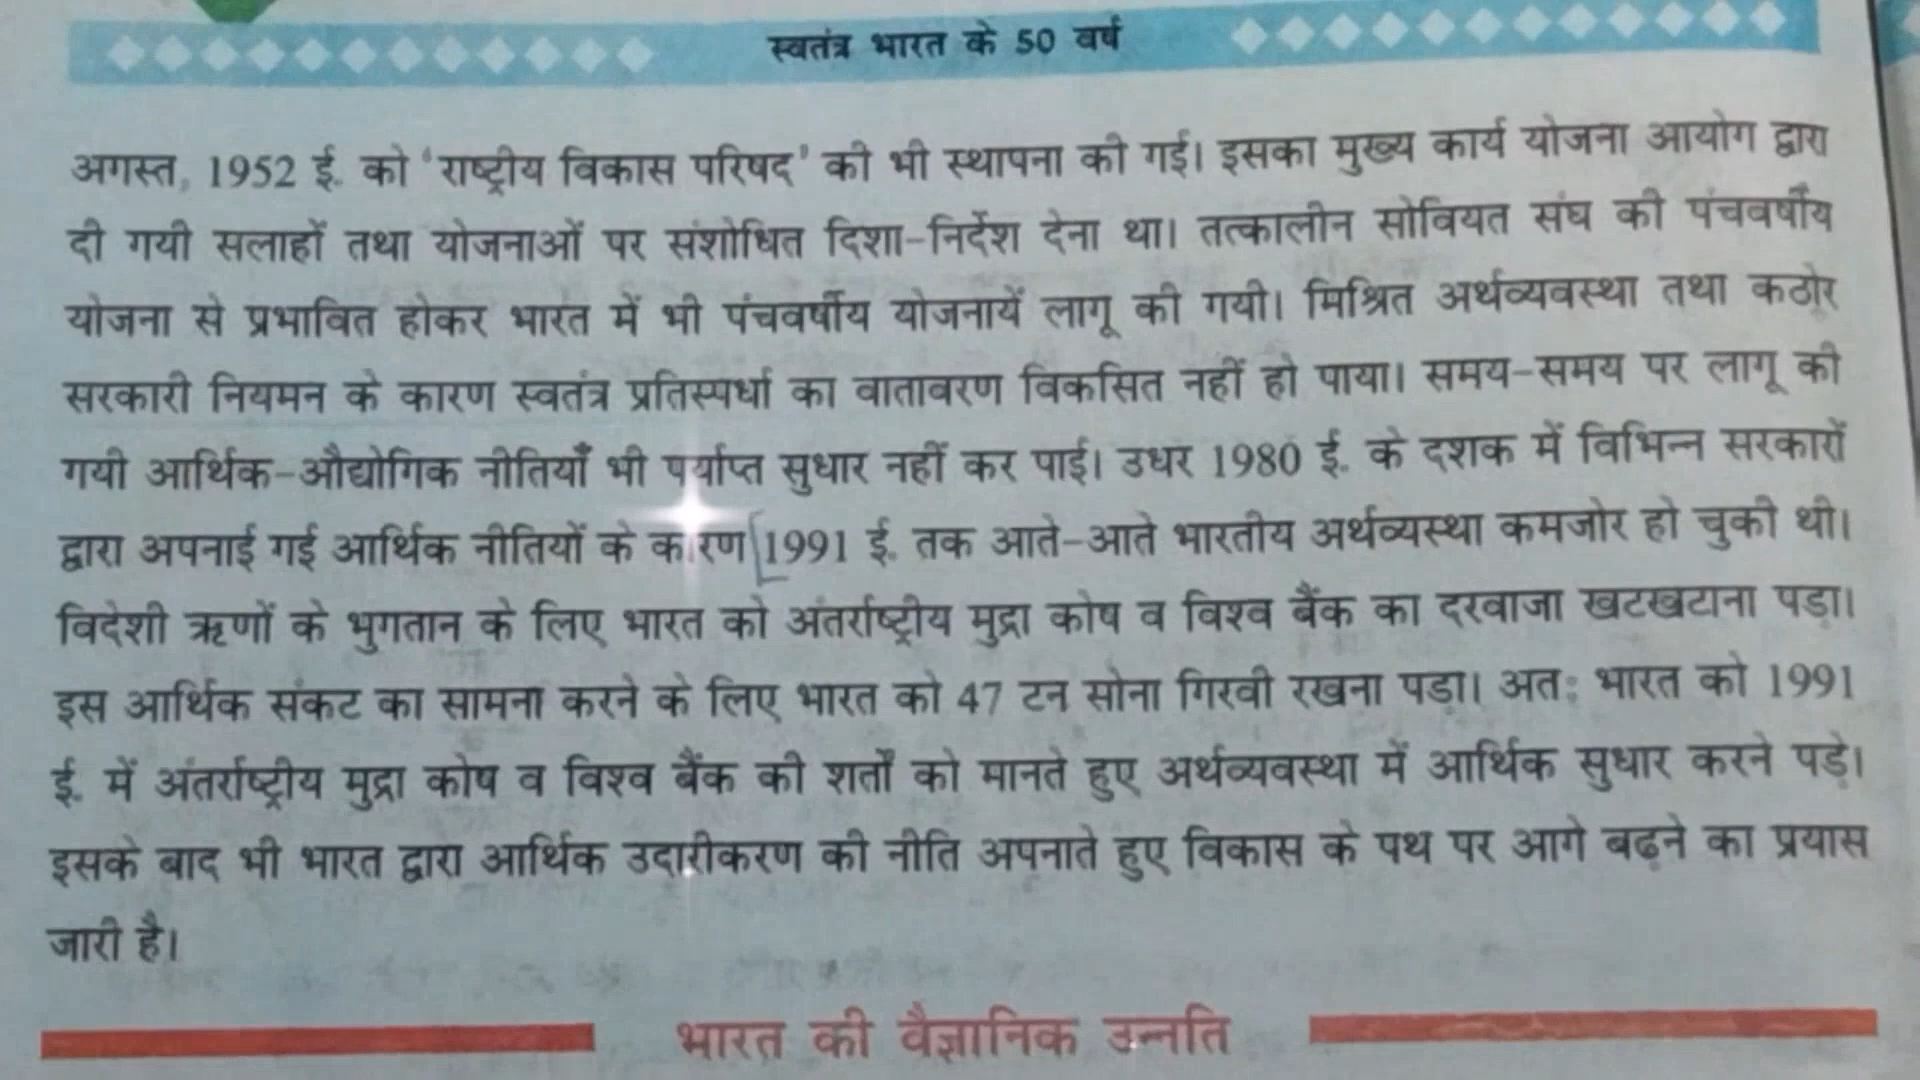 स्वतंत्र भारत के 50 वर्ष
अगस्त, 1952 ई. को 'राष्ट्रीय विकास परिषद' की भी स्थापना की गई। इसका मुख्य कार्य योजना आयोग द्वारा
दी गयी सलाहों तथा योजनाओं पर संशोधित दिशा-निर्देश देना था। तत्कालीन सोवियत संघ की पंचवर्षीय
योजना से प्रभावित होकर भारत में भी पंचवर्षीय योजनायें लागू की गयी। मिश्रित अर्थव्यवस्था तथा कठोर
सरकारी नियमन के कारण स्वतंत्र प्रतिस्पर्धा का वातावरण विकसित नहीं हो पाया। समय-समय पर लागू की
गयी आर्थिक-औद्योगिक नीतियाँ भी पर्याप्त सुधार नहीं कर पाई। उधर 1980 ई. के दशक में विभिन्न सरकारों
द्वारा अपनाई गई आर्थिक नीतियों के कारण 1991 ई. तक आते-आते भारतीय अर्थव्यस्था कमजोर हो चुकी थी।
विदेशी ऋणों के भुगतान के लिए भारत को अंतर्राष्ट्रीय मुद्रा कोष व विश्व बैंक का दरवाजा खटखटाना पड़ा।
इस आर्थिक संकट का सामना करने के लिए भारत को 47 टन सोना गिरवी रखना पडा। अतः भारत को 1991
ई. में अंतर्राष्ट्रीय मुद्रा कोष व विश्व बैंक की शर्तों को मानते हुए अर्थव्यवस्था में आर्थिक सुधार करने पड़े।
इसके बाद भी भारत द्वारा आर्थिक उदारीकरण की नीति अपनाते हुए विकास के पथ पर आगे बढ़ने का प्रयास
जारी है।
भारत की वैज्ञानिक उन्नति